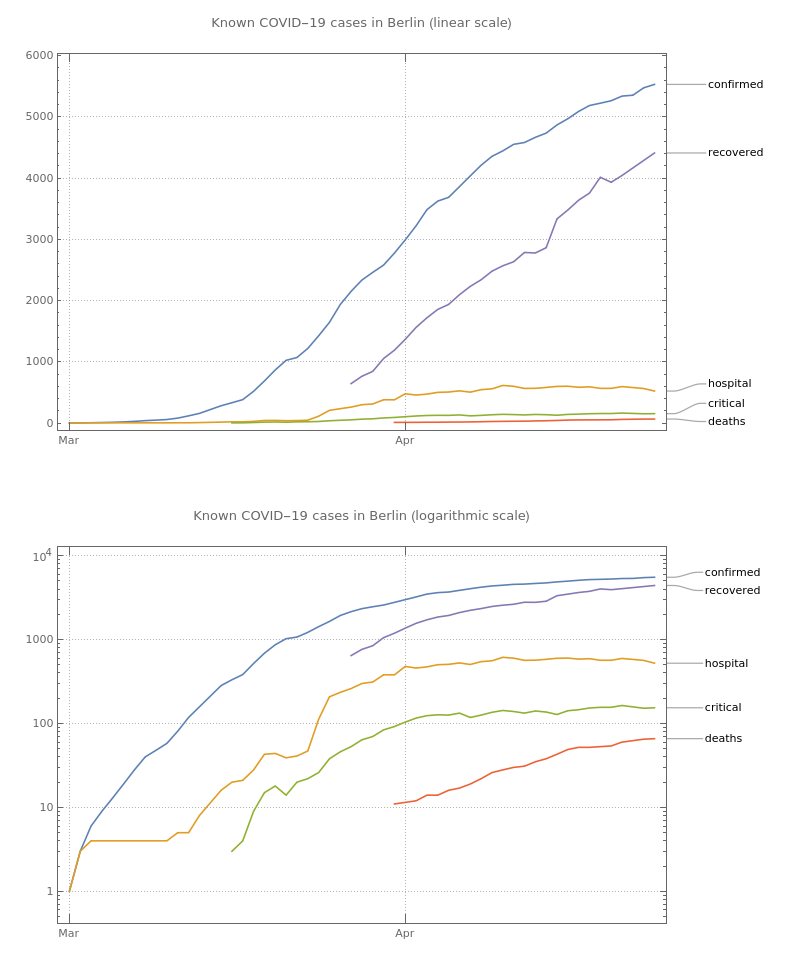 Known COVID–19 cases in Berlin (linear scale)
6000
5000
4000
3000
2000
1000
0
Mar
Apr
confirmed
recovered
hospital
critical
deaths
Known COVID–19 cases in Berlin (logarithmic scale)
10⁴
1000
100
10
1
Mar
Apr
confirmed
recovered
hospital
critical
deaths